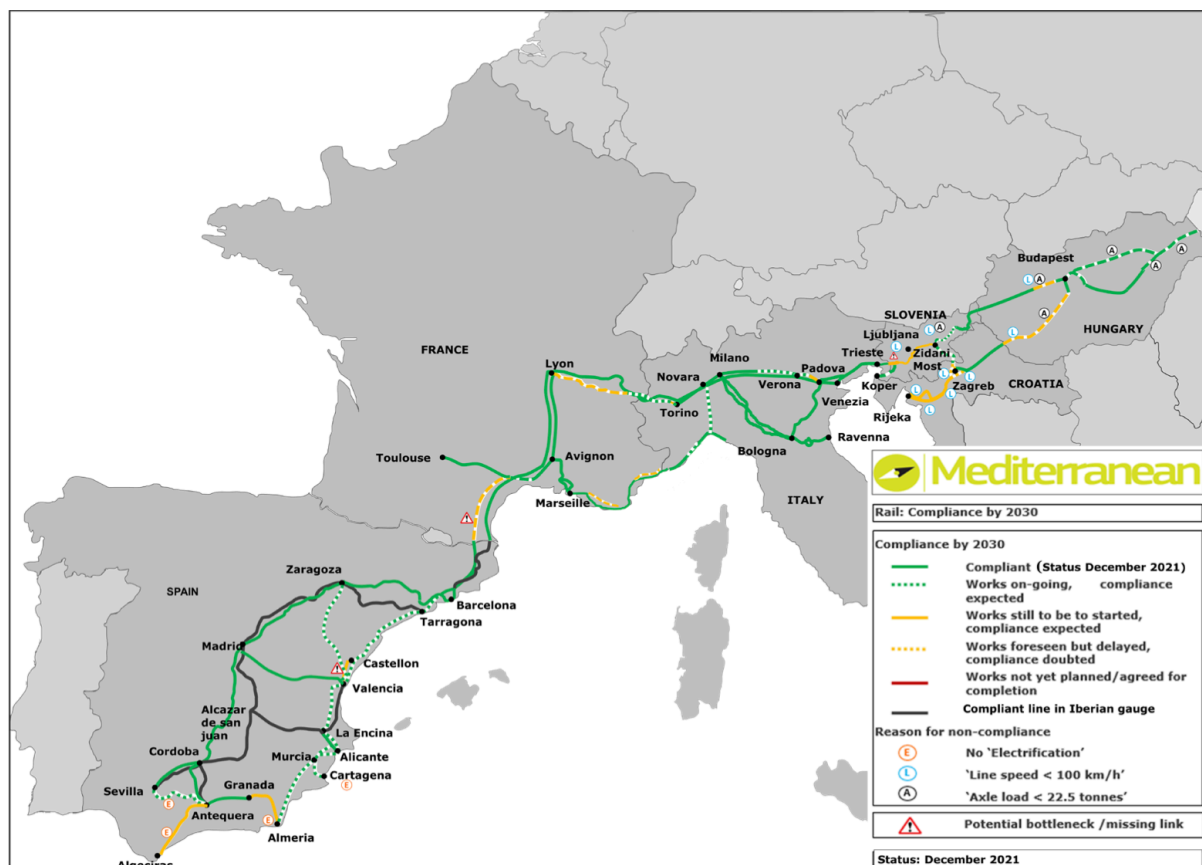 Budapest
L
A
A
A
A
A
SLOVENIA
L
A
HUNGARY
Ljubljana
L
L
FRANCE
Trieste
Zidani
Most
Lyon
Milano
Padova
Novara
Verona
Koper
Zagreb
CROATIA
L
L
L
L
L
Torino
Venezia
Rijeka
Toulouse
Avignon
Bologna
Ravenna
Marseille
ITALY
Mediterranean
Rail: Compliance by 2030
Compliance by 2030
Compliant (Status December 2021)
Works on-going, compliance
expected
Works still to be to started,
compliance expected
Works foreseen but delayed,
compliance doubted
Works not yet planned/agreed for
completion
Compliant line in Iberian gauge
Reason for non-compliance
E No 'Electrification'
L 'Line speed < 100 km/h'
A 'Axle load < 22.5 tonnes'
Potential bottleneck /missing link
Status: December 2021
Zaragoza
SPAIN
Barcelona
Tarragona
Madrid
Castellon
Valencia
Alcazar
de san
juan
La Encina
Cordoba
Murcia
Alicante
Cartagena
E
Sevilla
Granada
E
Antequera
E
E
Almeria
Algeciras